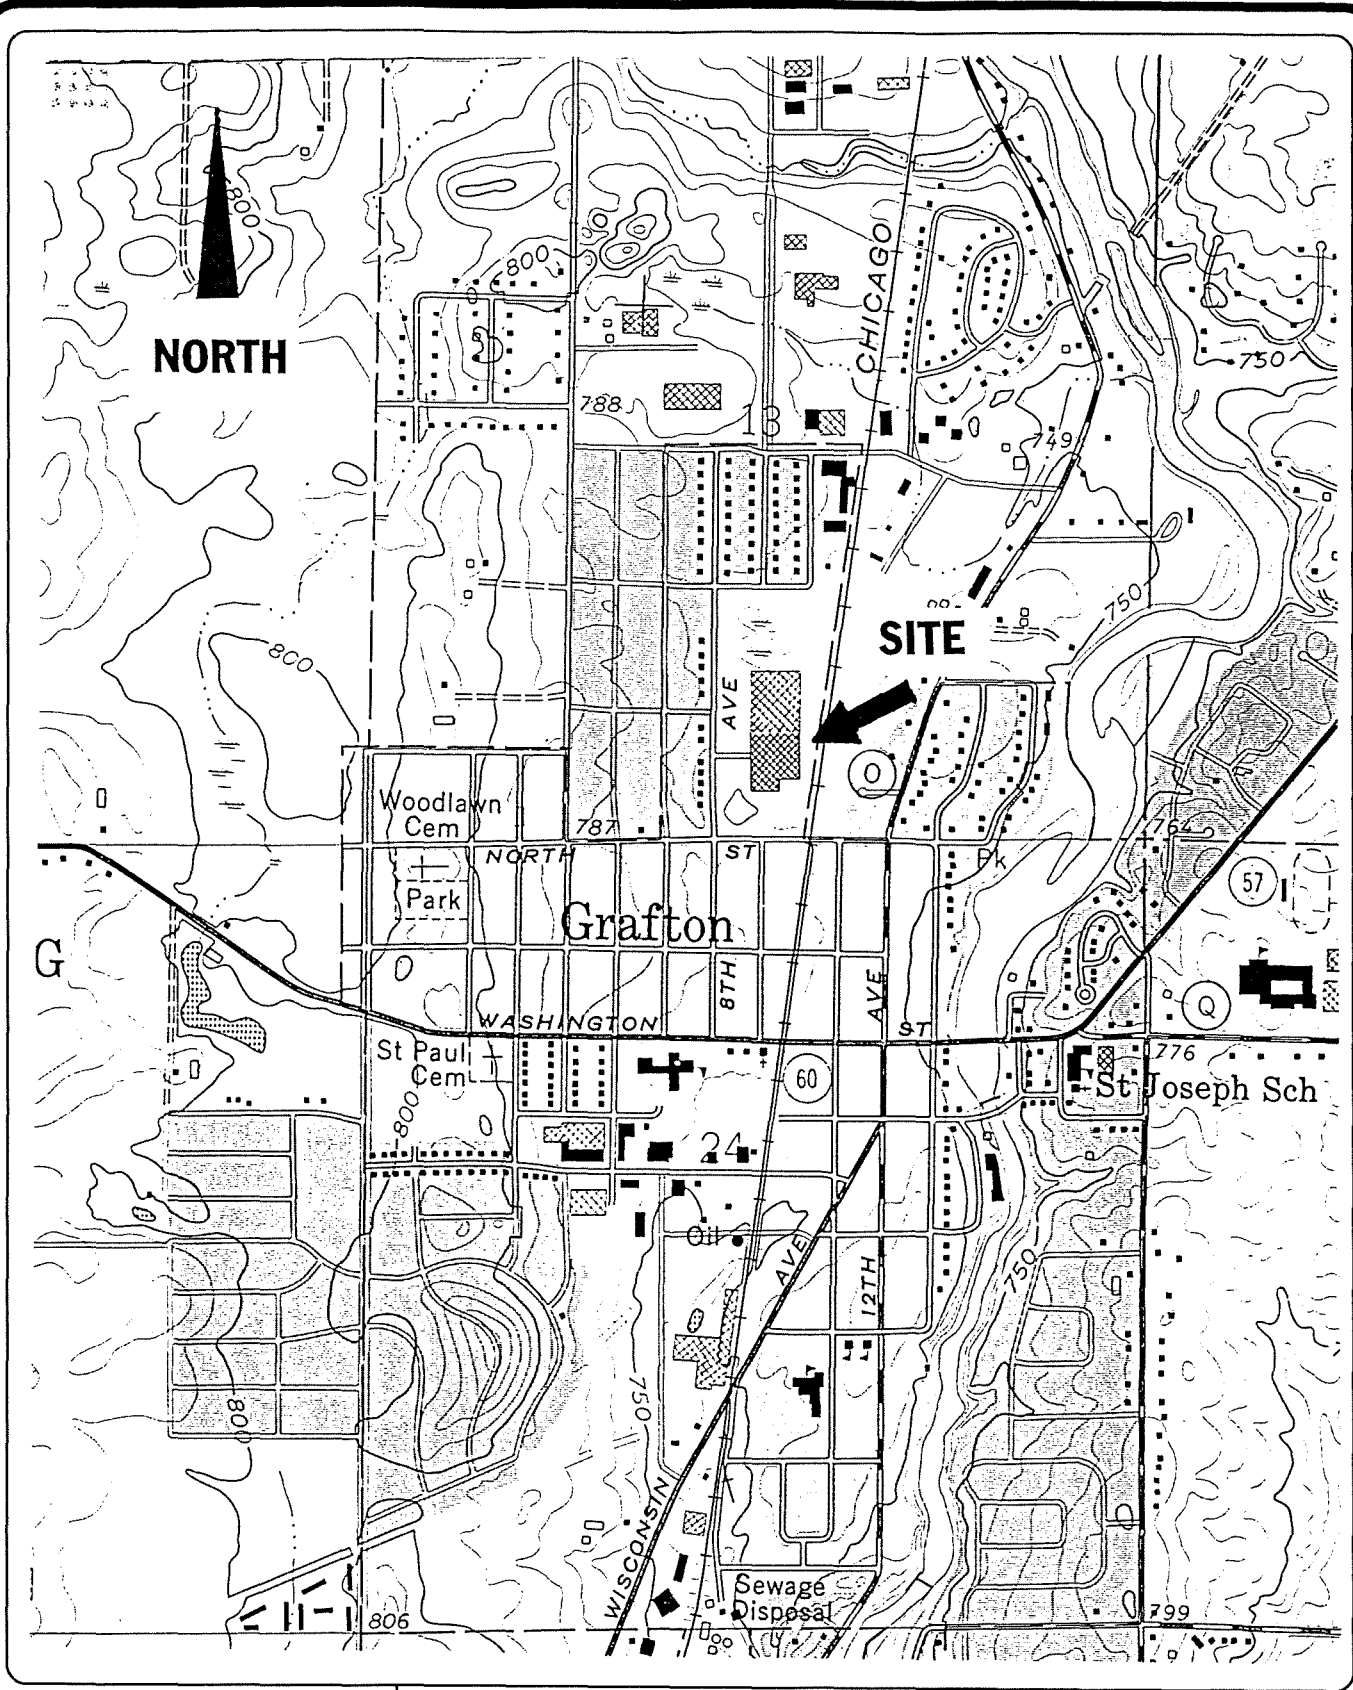 800
NORTH
800
CHICAGO
750
788
13
749
750
SITE
800
AVE
O
Woodlawn
Cem
787
764
NORTH
ST
Pk
Park
57
Grafton
G
8TH
AVE
Q
WASHINGTON
ST
St Paul
Cem
60
776
St Joseph Sch
800
24
Oil
AVE
12TH
750
800
750
WISCONSIN
Sewage
Disposal
806
799